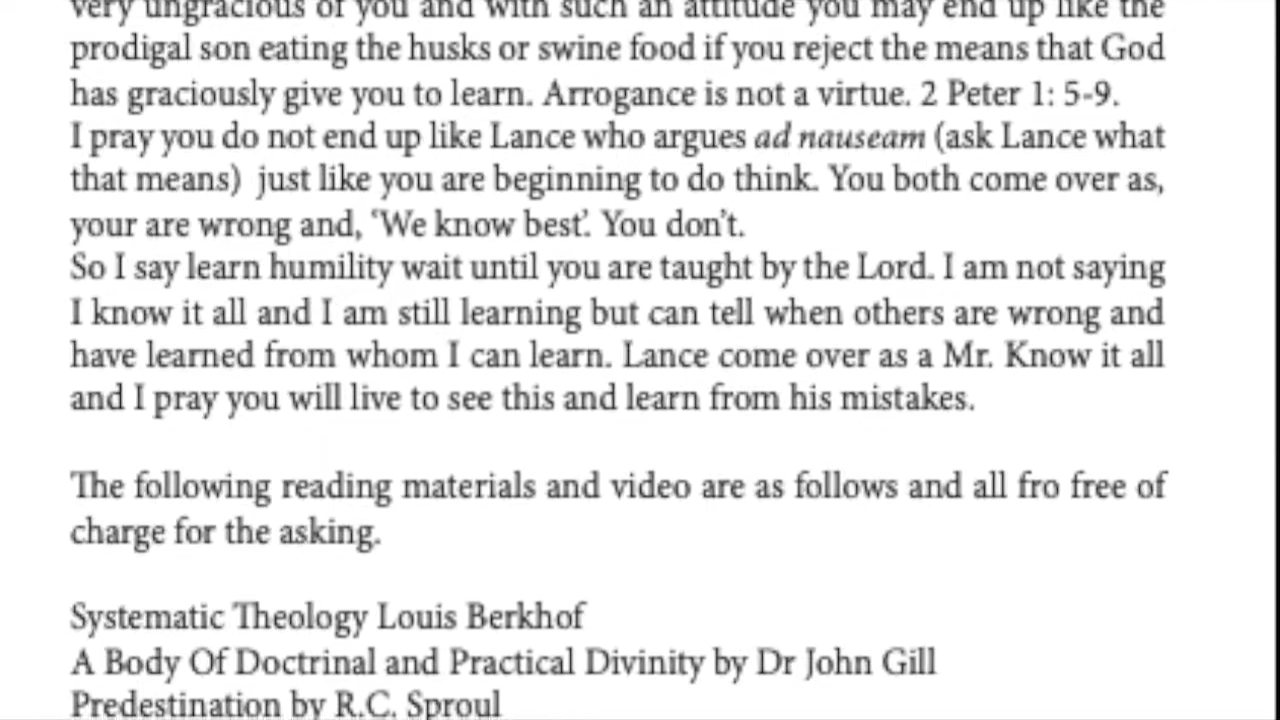 very ungracious of you and with such an attitude you may end up like the
prodigal son eating the husks or swine food if you reject the means that God
has graciously give you to learn. Arrogance is not a virtue. 2 Peter 1: 5-9.
I pray you do not end up like Lance who argues ad nauseam (ask Lance what
that means) just like you are beginning to do think. You both come over as,
your are wrong and, ‘We know best’. You don’t.
So I say learn humility wait until you are taught by the Lord. I am not saying
I know it all and I am still learning but can tell when others are wrong and
have learned from whom I can learn. Lance come over as a Mr. Know it all
and I pray you will live to see this and learn from his mistakes.
The following reading materials and video are as follows and all fro free of
charge for the asking.
Systematic Theology Louis Berkhof
A Body Of Doctrinal and Practical Divinity by Dr John Gill
Predestination by R.C. Sproul